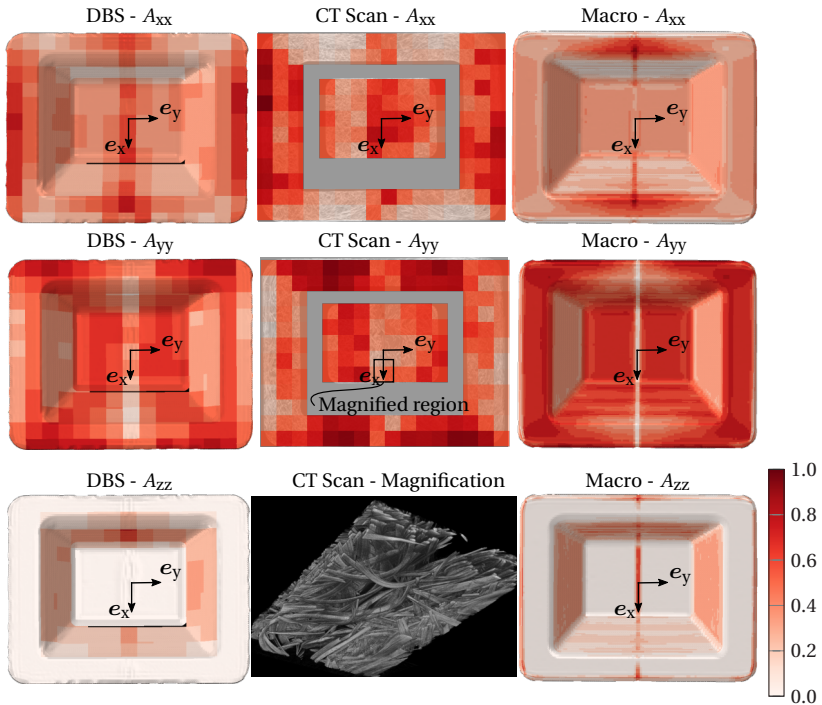 DBS - Axx
CT Scan - Axx
Macro - Axx
ey
ex
ey
ex
ey
ex
DBS - Ayy
CT Scan - Ayy
Macro - Ayy
ey
ex
ey
ex
Magnified region
ey
ex
DBS - Azz
CT Scan - Magnification
Macro - Azz
ey
ex
ey
ex
1.0
0.8
0.6
0.4
0.2
0.0